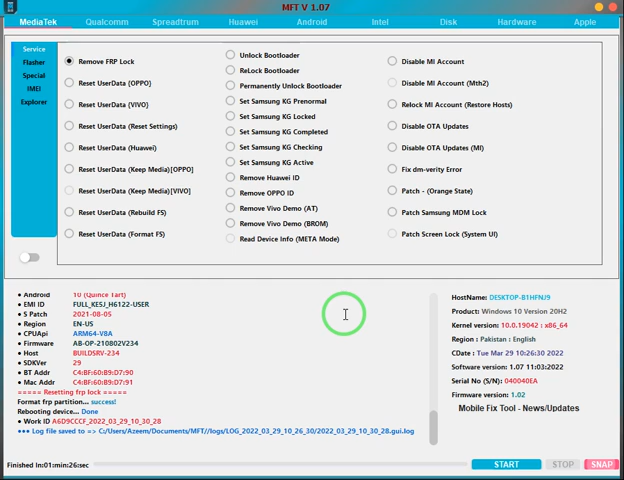 MFT V 1.07
MediaTek Qualcomm Spreadtrum Huawei Android Intel Disk Hardware Apple
Service
Flasher
Special
IMEI
Explorer
Remove FRP Lock
Reset UserData (OPPO)
Reset UserData (VIVO)
Reset UserData (Reset Settings)
Reset UserData (Huawei)
Reset UserData (Keep Media)[OPPO]
Reset UserData (Keep Media)[VIVO]
Reset UserData (Rebuild FS)
Reset UserData (Format FS)
Unlock Bootloader
ReLock Bootloader
Permanently Unlock Bootloader
Set Samsung KG Prenormal
Set Samsung KG Locked
Set Samsung KG Completed
Set Samsung KG Checking
Set Samsung KG Active
Remove Huawei ID
Remove OPPO ID
Remove Vivo Demo (AT)
Remove Vivo Demo (BROM)
Read Device Info (META Mode)
Disable MI Account
Disable MI Account (Mth2)
Relock MI Account (Restore Hosts)
Disable OTA Updates
Disable OTA Updates (MI)
Fix dm-verity Error
Patch - (Orange State)
Patch Samsung MDM Lock
Patch Screen Lock (System UI)
• Android 10 (Quince Tart)
• EMI ID FULL_KE5J_H6122-USER
• S Patch 2021-08-05
• Region EN-US
• CPUApi ARM64-V8A
• Firmware AB-OP-210802V234
• Host BUILDSRV-234
• SDKVer 29
• BT Addr C4:BF:60:B9:D7:90
• Mac Addr C4:BF:60:B9:D7:91
===== Resetting frp lock =====
Format frp partition... success!
Rebooting device... Done
• Work ID A6D9CCCF_2022_03_29_10_30_28
••• Log file saved to => C:/Users/Azeem/Documents/MFT//logs/LOG_2022_03_29_10_26_30/2022_03_29_10_30_28.gui.log
HostName: DESKTOP-B1HFNJ9
Product: Windows 10 Version 20H2
Kernel version: 10.0.19042 : x86_64
Region : Pakistan : English
CDate : Tue Mar 29 10:26:30 2022
Software version: 1.07 11:03:2022
Serial No (S/N): 040040EA
Firmware version: 1.02
Mobile Fix Tool - News/Updates
Finished In:01:min:26:sec START STOP SNAP